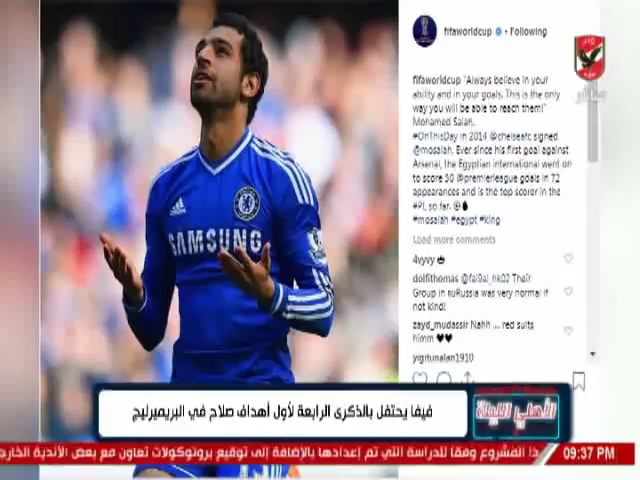 fifaworldcup • Following
fifaworldcup "Always believe in your
ability and in your goals. This is the only
way you will be able to reach them!"
Mohamed Salah.
#OnThisDay in 2014 @chelseafc signed
@mosalah. Ever since his first goal against
Arsenal, the Egyptian international went on
to score 50 @premierleague goals in 72
appearances and is the top scorer in the
#PL so far.
#mosalah #egypt #king
Load more comments
4vyvy
dolfithomas @fai9al_hk02 Their
Group in #uRussia was very normal if
not kind!
zayd_mudassir Nahh ... red suits
himm ♥♥
yigitunalan1910
SAMSUNG
adidas
مباشر
الأهلي الليلة
فيفا يحتفل بالذكرى الرابعة لأول أهداف صلاح في البريميرليج
ذا المشروع وفقا للدراسة التي تم إعدادها بالإضافة إلى توقيع بروتوكولات تعاون مع بعض الأندية الخارج
09:37 PM